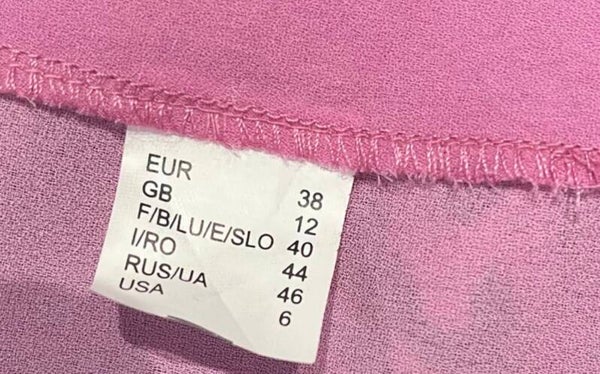 EUR 38
GB 12
F/B/LU/E/SLO 40
I/RO 44
RUS/UA 46
USA 6